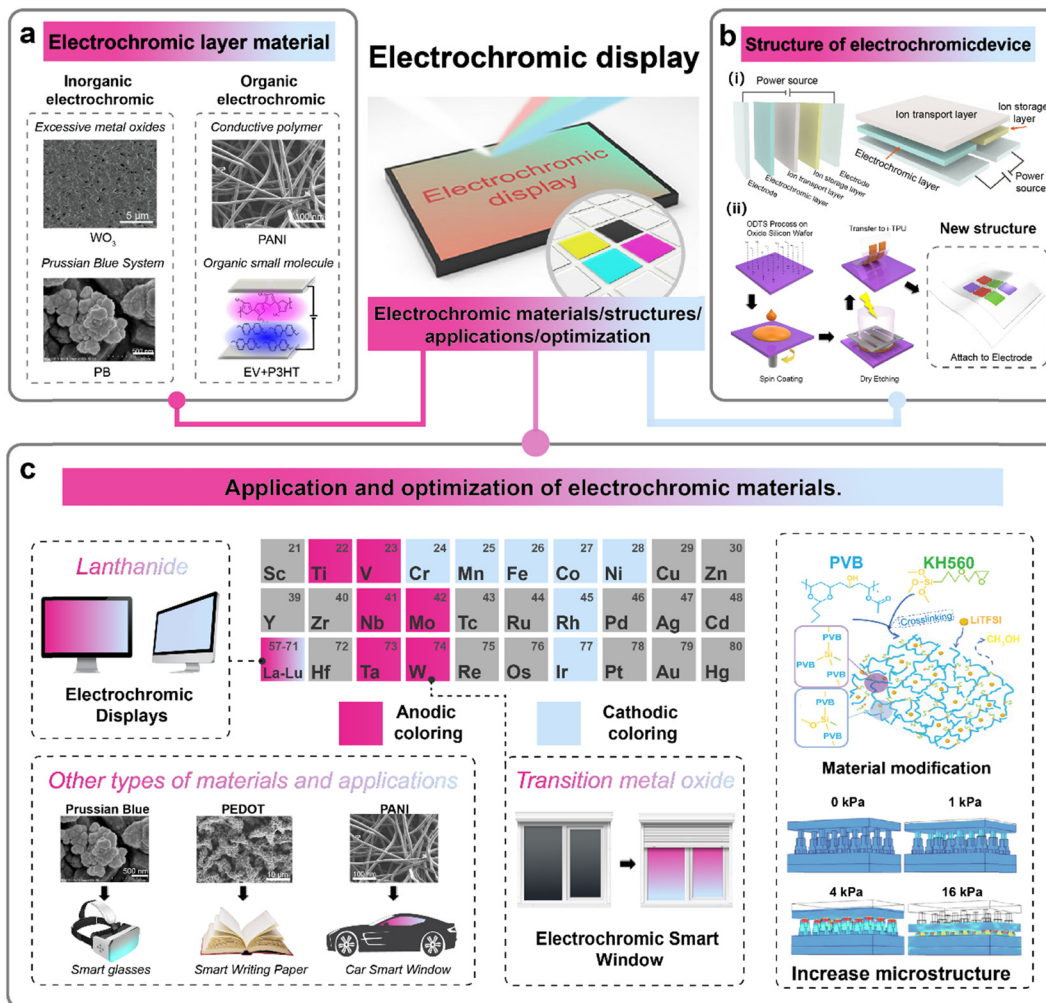 a
Electrochromic layer material
Inorganic
electrochromic
Organic
electrochromic
Excessive metal oxides
5 μm
WO3
Conductive polymer
100 nm
PANI
Prussian Blue System
500 nm
PB
Organic small molecule
EV+P3HT
Electrochromic display
Electrochromic
display
Electrochromic materials/structures/
applications/optimization
b
Structure of electrochromicdevice
(i)
Power source
Electrode
Electrochromic layer
Ion transport layer
Ion storage layer
Electrode
Ion transport layer
Ion storage
layer
Electrochromic layer
Power
source
(ii)
ODTS Process on
Oxide Silicon Wafer
Spin Coating
Transfer to i-TPU
Dry Etching
New structure
Attach to Electrode
c
Application and optimization of electrochromic materials.
Lanthanide
Electrochromic
Displays
21 22 23 24 25 26 27 28 29 30
Sc Ti V Cr Mn Fe Co Ni Cu Zn
39 40 41 42 43 44 45 46 47 48
Y Zr Nb Mo Tc Ru Rh Pd Ag Cd
57-71 72 73 74 75 76 77 78 79 80
La-Lu Hf Ta W Re Os Ir Pt Au Hg
Anodic
coloring
Cathodic
coloring
Other types of materials and applications
Prussian Blue
500 nm
Smart glasses
PEDOT
10 μm
Smart Writing Paper
PANI
100 nm
Car Smart Window
Transition metal oxide
Electrochromic Smart
Window
PVB
KH560
OH
Crosslinking
LiTFSI
CH3OH
PVB
Si
PVB
PVB
PVB
Si
PVB
Material modification
0 kPa
1 kPa
4 kPa
16 kPa
Increase microstructure